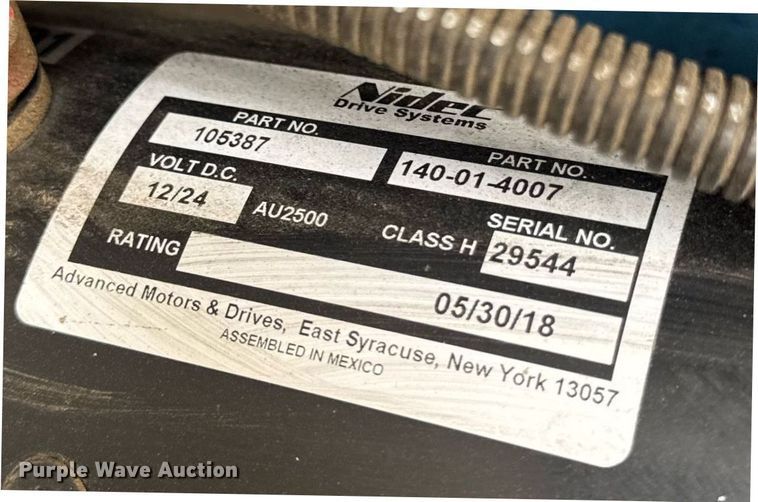 Nidec
Drive Systems
PART NO. PART NO.
105387 140-01-4007
VOLT D.C. SERIAL NO.
12/24 AU2500 CLASS H 29544
RATING 05/30/18
Advanced Motors & Drives, East Syracuse, New York 13057
ASSEMBLED IN MEXICO
Purple Wave Auction